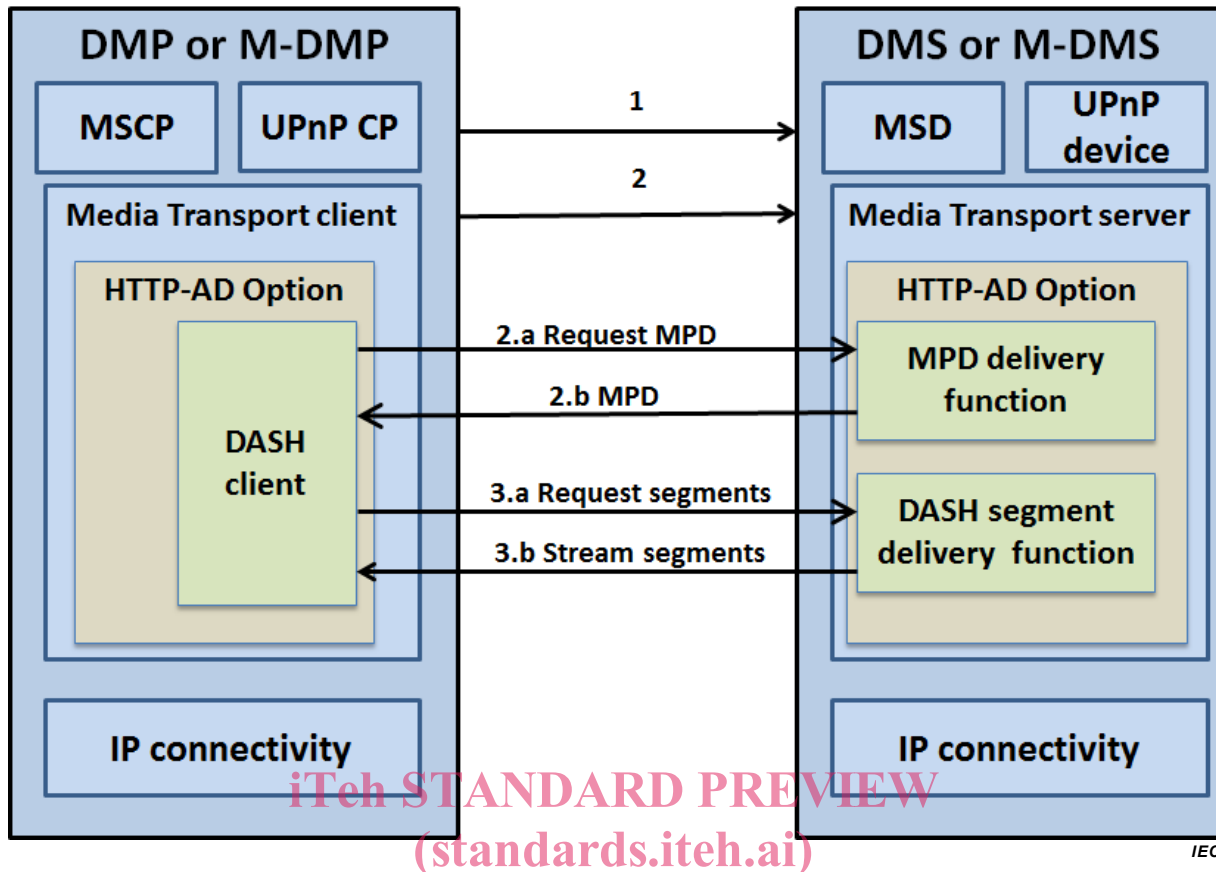 DMP or M-DMP
MSCP
UPnP CP
Media Transport client
HTTP-AD Option
DASH
client
IP connectivity
1
2
2.a Request MPD
2.b MPD
3.a Request segments
3.b Stream segments
DMS or M-DMS
MSD
UPnP
device
Media Transport server
HTTP-AD Option
MPD delivery
function
DASH segment
delivery function
IP connectivity
iTeh STANDARD PREVIEW
(standards.iteh.ai)
IEC